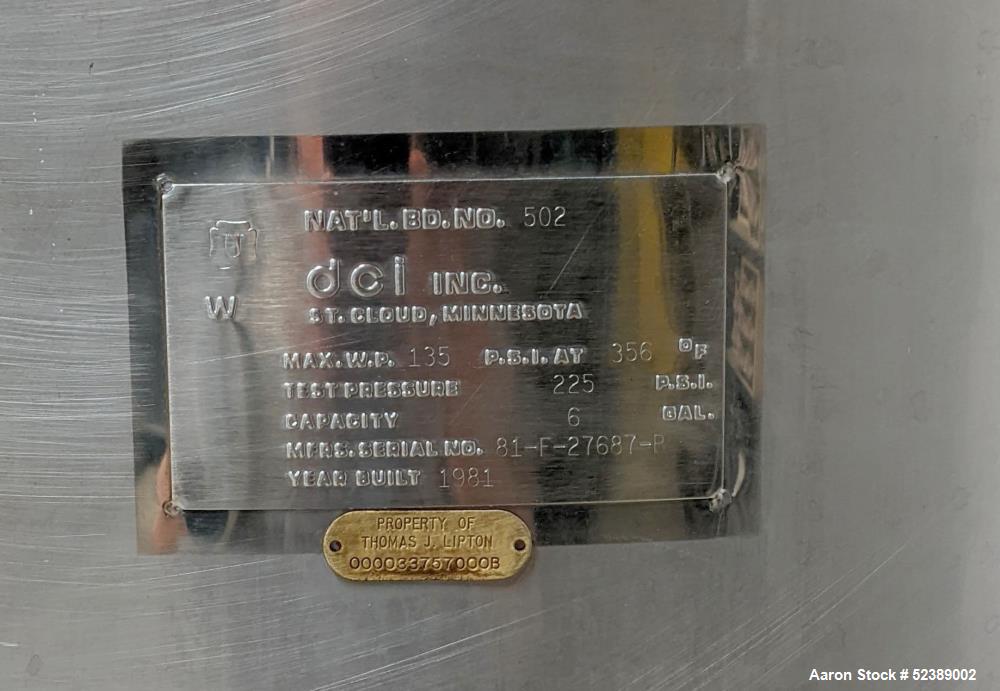 NAT'L. BD. NO. 502
U
dci INC.
W
ST. CLOUD, MINNESOTA
MAX. W.P. 135 P.S.I. AT 356 °F
TEST PRESSURE 225 P.S.I.
CAPACITY 6 GAL.
MFRS. SERIAL NO. 81-F-27687-B
YEAR BUILT 1981
PROPERTY OF
THOMAS J. LIPTON
000033757000B
Aaron Stock # 52389002